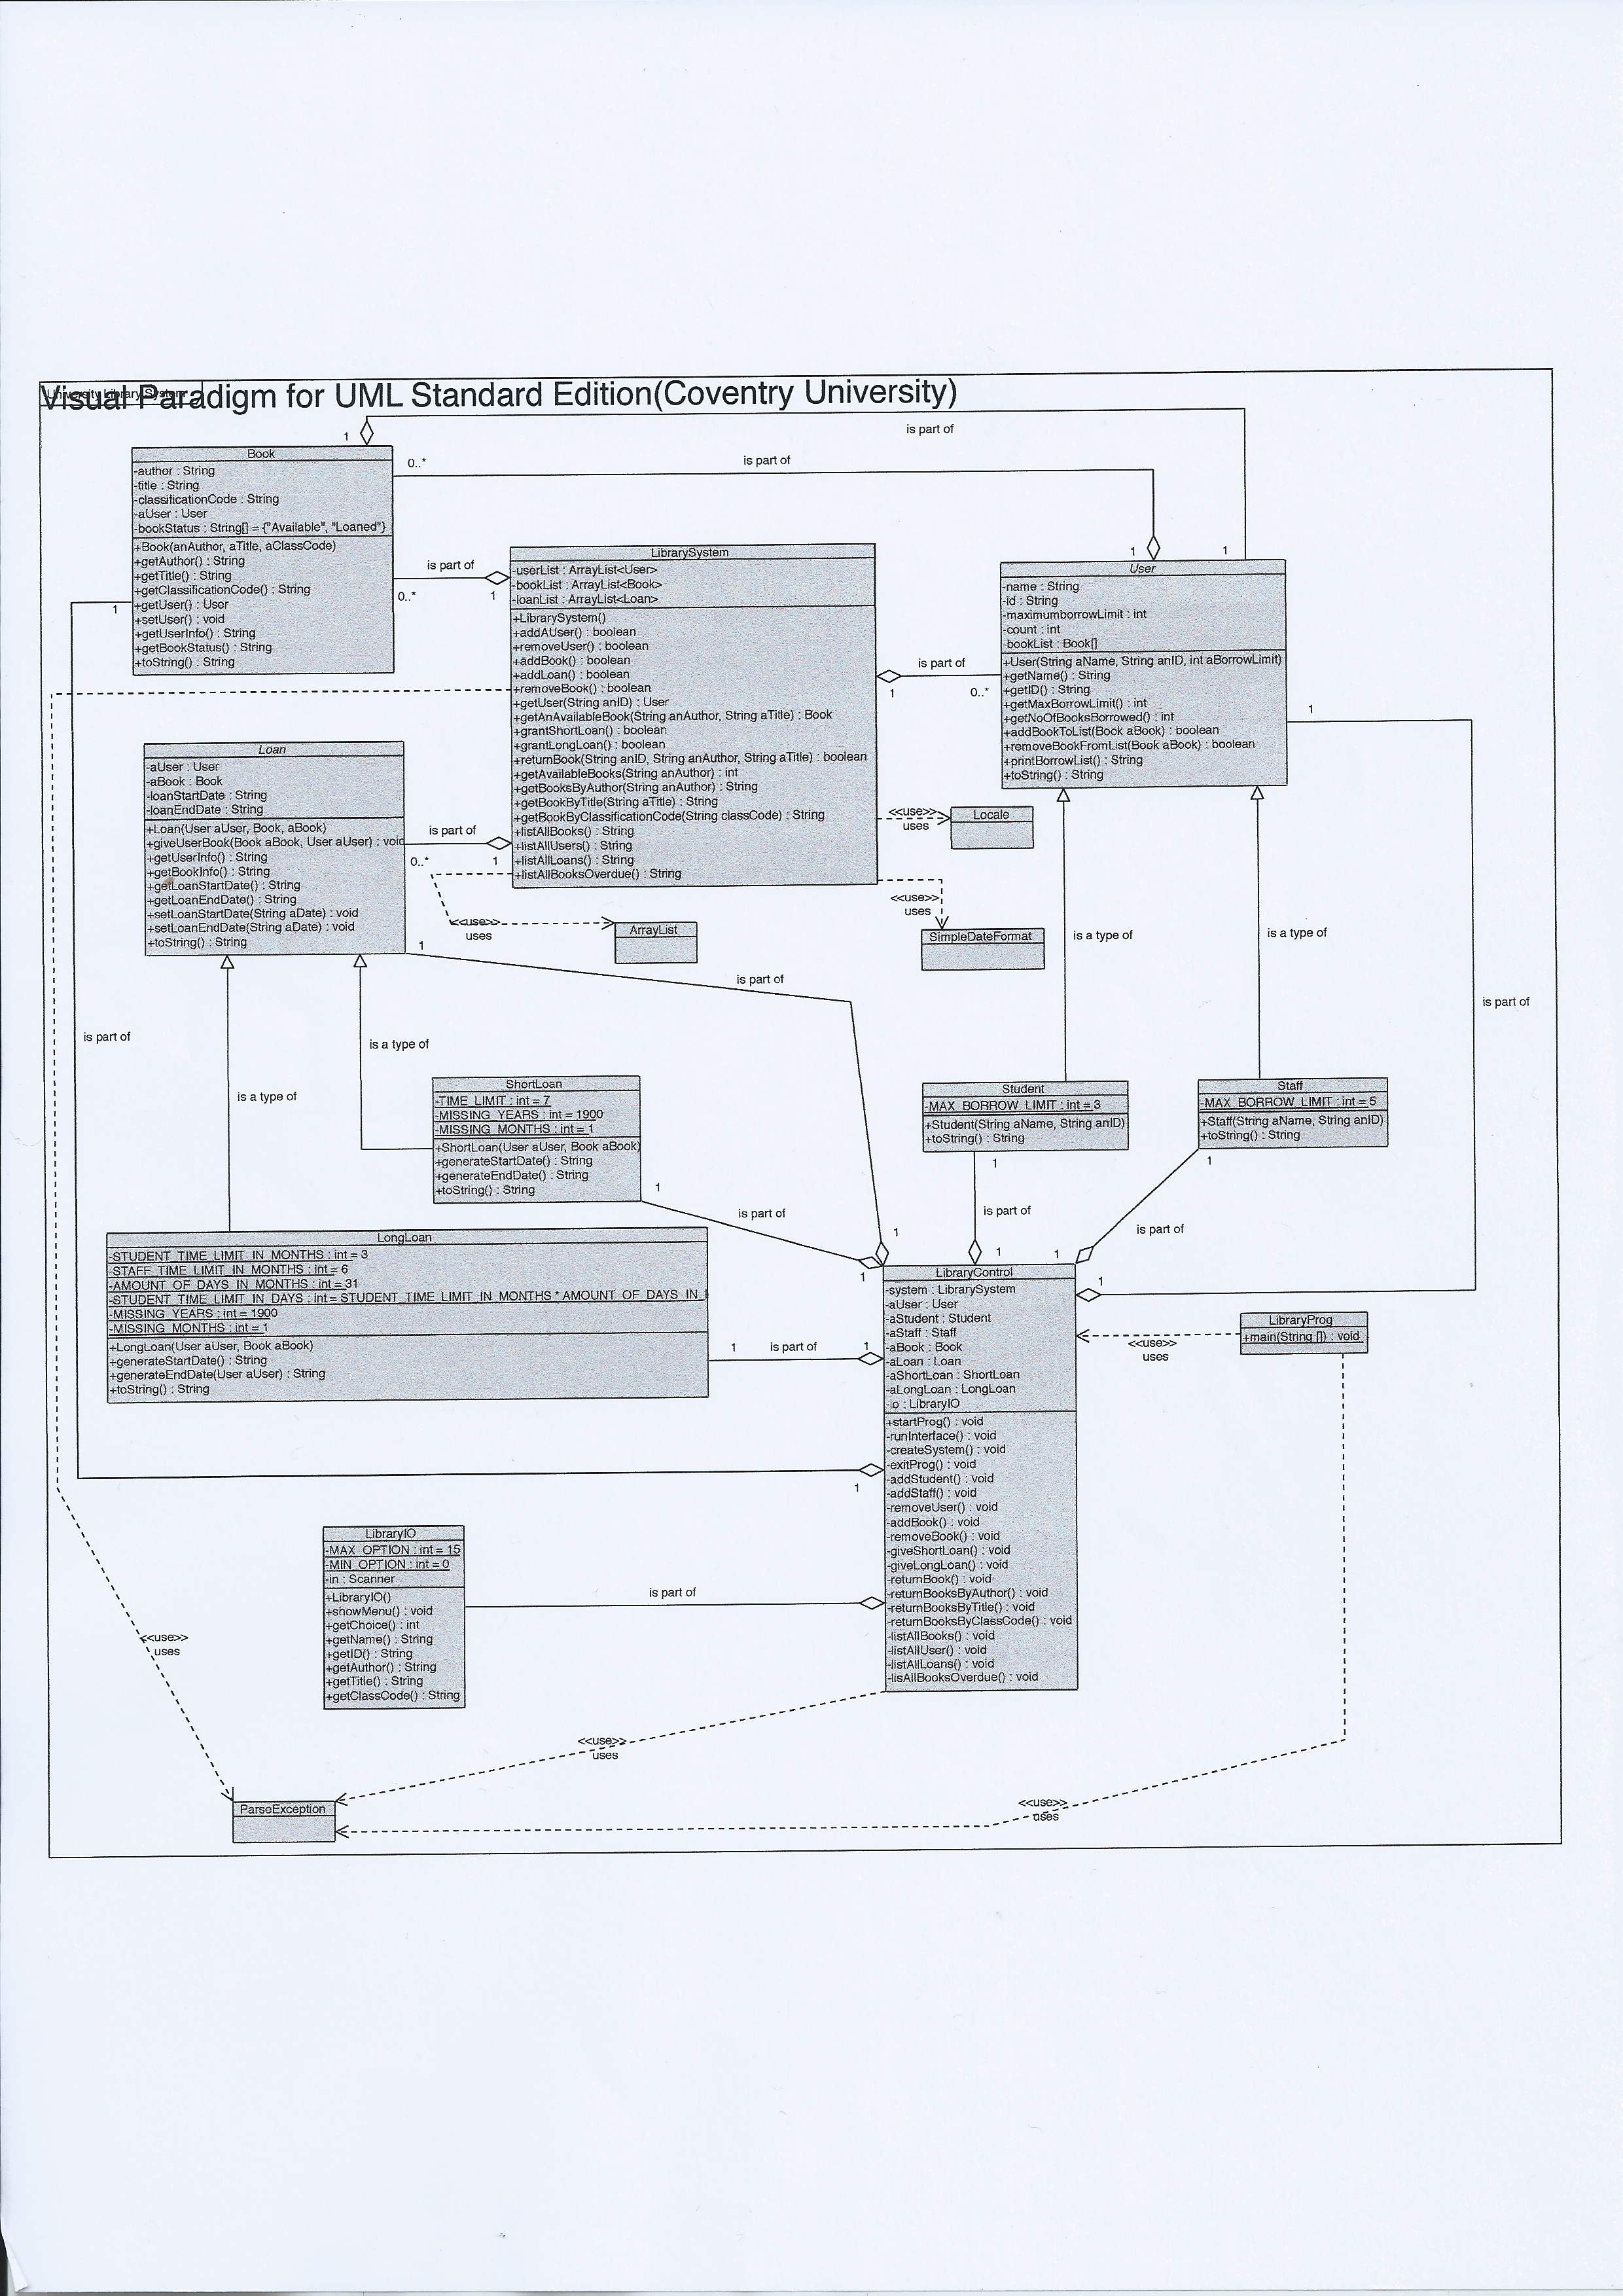 University Library System
Visual Paradigm for UML Standard Edition(Coventry University)
is part of
1
Book
-author : String
-title : String
-classificationCode : String
-aUser : User
-bookStatus : String[] = {"Available", "Loaned"}
+Book(anAuthor, aTitle, aClassCode)
+getAuthor() : String
+getTitle() : String
+getClassificationCode() : String
+getUser() : User
+setUser() : void
+getUserInfo() : String
+getBookStatus() : String
+toString() : String
0..*
is part of
1
1
is part of
0..*
1
1
LibrarySystem
-userList : ArrayList<User>
-bookList : ArrayList<Book>
-loanList : ArrayList<Loan>
+LibrarySystem()
+addAUser() : boolean
+removeUser() : boolean
+addBook() : boolean
+addLoan() : boolean
+removeBook() : boolean
+getUser(String anID) : User
+getAnAvailableBook(String anAuthor, String aTitle) : Book
+grantShortLoan() : boolean
+grantLongLoan() : boolean
+returnBook(String anID, String anAuthor, String aTitle) : boolean
+getAvailableBooks(String anAuthor) : int
+getBooksByAuthor(String anAuthor) : String
+getBookByTitle(String aTitle) : String
+getBookByClassificationCode(String classCode) : String
+listAllBooks() : String
+listAllUsers() : String
+listAllLoans() : String
+listAllBooksOverdue() : String
User
-name : String
-id : String
-maximumborrowLimit : int
-count : int
-bookList : Book[]
+User(String aName, String anID, int aBorrowLimit)
+getName() : String
+getID() : String
+getMaxBorrowLimit() : int
+getNoOfBooksBorrowed() : int
+addBookToList(Book aBook) : boolean
+removeBookFromList(Book aBook) : boolean
+printBorrowList() : String
+toString() : String
is part of
1
0..*
1
Loan
-aUser : User
-aBook : Book
-loanStartDate : String
-loanEndDate : String
+Loan(User aUser, Book, aBook)
+giveUserBook(Book aBook, User aUser) : void
+getUserInfo() : String
+getBookInfo() : String
+getLoanStartDate() : String
+getLoanEndDate() : String
+setLoanStartDate(String aDate) : void
+setLoanEndDate(String aDate) : void
+toString() : String
is part of
0..*
1
<<use>>
uses
Locale
<<use>>
uses
SimpleDateFormat
<<use>>
uses
ArrayList
1
is part of
is a type of
is a type of
is part of
is part of
is a type of
is a type of
ShortLoan
-TIME_LIMIT : int = 7
-MISSING_YEARS : int = 1900
-MISSING_MONTHS : int = 1
+ShortLoan(User aUser, Book aBook)
+generateStartDate() : String
+generateEndDate() : String
+toString() : String
Student
-MAX_BORROW_LIMIT : int = 3
+Student(String aName, String anID)
+toString() : String
Staff
-MAX_BORROW_LIMIT : int = 5
+Staff(String aName, String anID)
+toString() : String
1
is part of
1
1
1
is part of
1
1
is part of
1
1
LongLoan
-STUDENT_TIME_LIMIT_IN_MONTHS : int = 3
-STAFF_TIME_LIMIT_IN_MONTHS : int = 6
-AMOUNT_OF_DAYS_IN_MONTHS : int = 31
-STUDENT_TIME_LIMIT_IN_DAYS : int = STUDENT_TIME_LIMIT_IN_MONTHS * AMOUNT_OF_DAYS_IN_
-MISSING_YEARS : int = 1900
-MISSING_MONTHS : int = 1
+LongLoan(User aUser, Book aBook)
+generateStartDate() : String
+generateEndDate(User aUser) : String
+toString() : String
1
is part of
1
LibraryControl
-system : LibrarySystem
-aUser : User
-aStudent : Student
-aStaff : Staff
-aBook : Book
-aLoan : Loan
-aShortLoan : ShortLoan
-aLongLoan : LongLoan
-io : LibraryIO
+startProg() : void
-runInterface() : void
-createSystem() : void
-exitProg() : void
-addStudent() : void
-addStaff() : void
-removeUser() : void
-addBook() : void
-removeBook() : void
-giveShortLoan() : void
-giveLongLoan() : void
-returnBook() : void
-returnBooksByAuthor() : void
-returnBooksByTitle() : void
-returnBooksByClassCode() : void
-listAllBooks() : void
-listAllUser() : void
-listAllLoans() : void
-lisAllBooksOverdue() : void
LibraryProg
+main(String []) : void
<<use>>
uses
1
LibraryIO
-MAX_OPTION : int = 15
-MIN_OPTION : int = 0
-in : Scanner
+LibraryIO()
+showMenu() : void
+getChoice() : int
+getName() : String
+getID() : String
+getAuthor() : String
+getTitle() : String
+getClassCode() : String
is part of
<<use>>
uses
<<use>>
uses
<<use>>
uses
ParseException